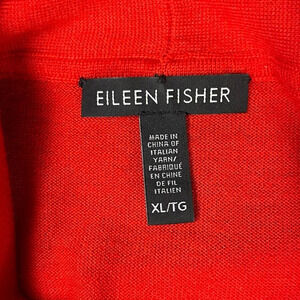 EILEEN FISHER
MADE IN
CHINA OF
ITALIAN
YARN/
FABRIQUÉ
EN CHINE
DE FIL
ITALIEN
XL/TG